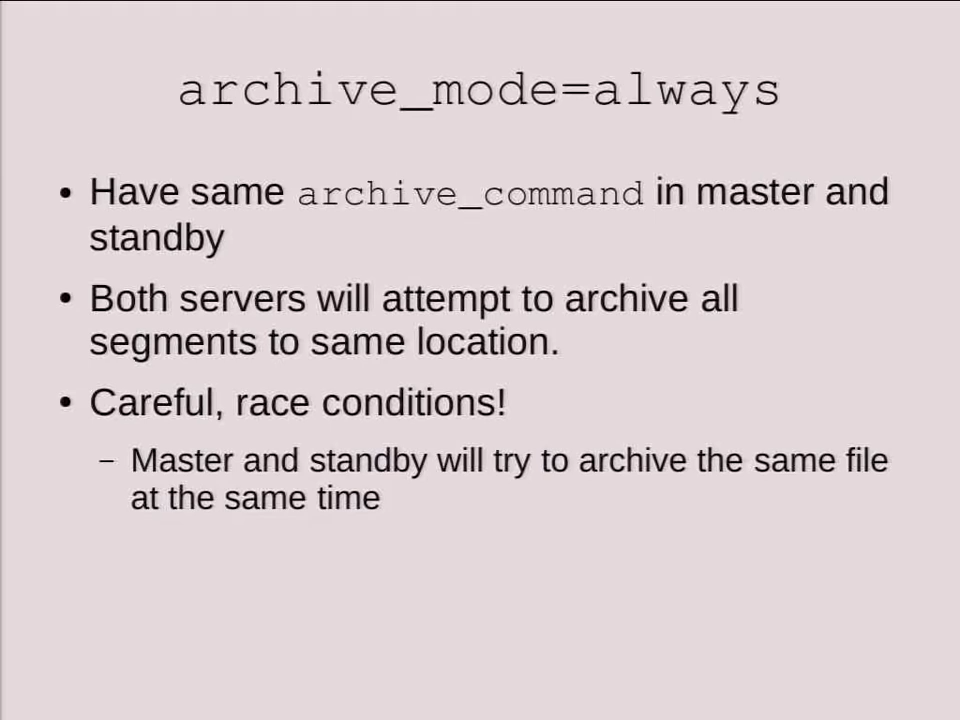 archive_mode=always
• Have same archive_command in master and
standby
• Both servers will attempt to archive all
segments to same location.
• Careful, race conditions!
– Master and standby will try to archive the same file
at the same time